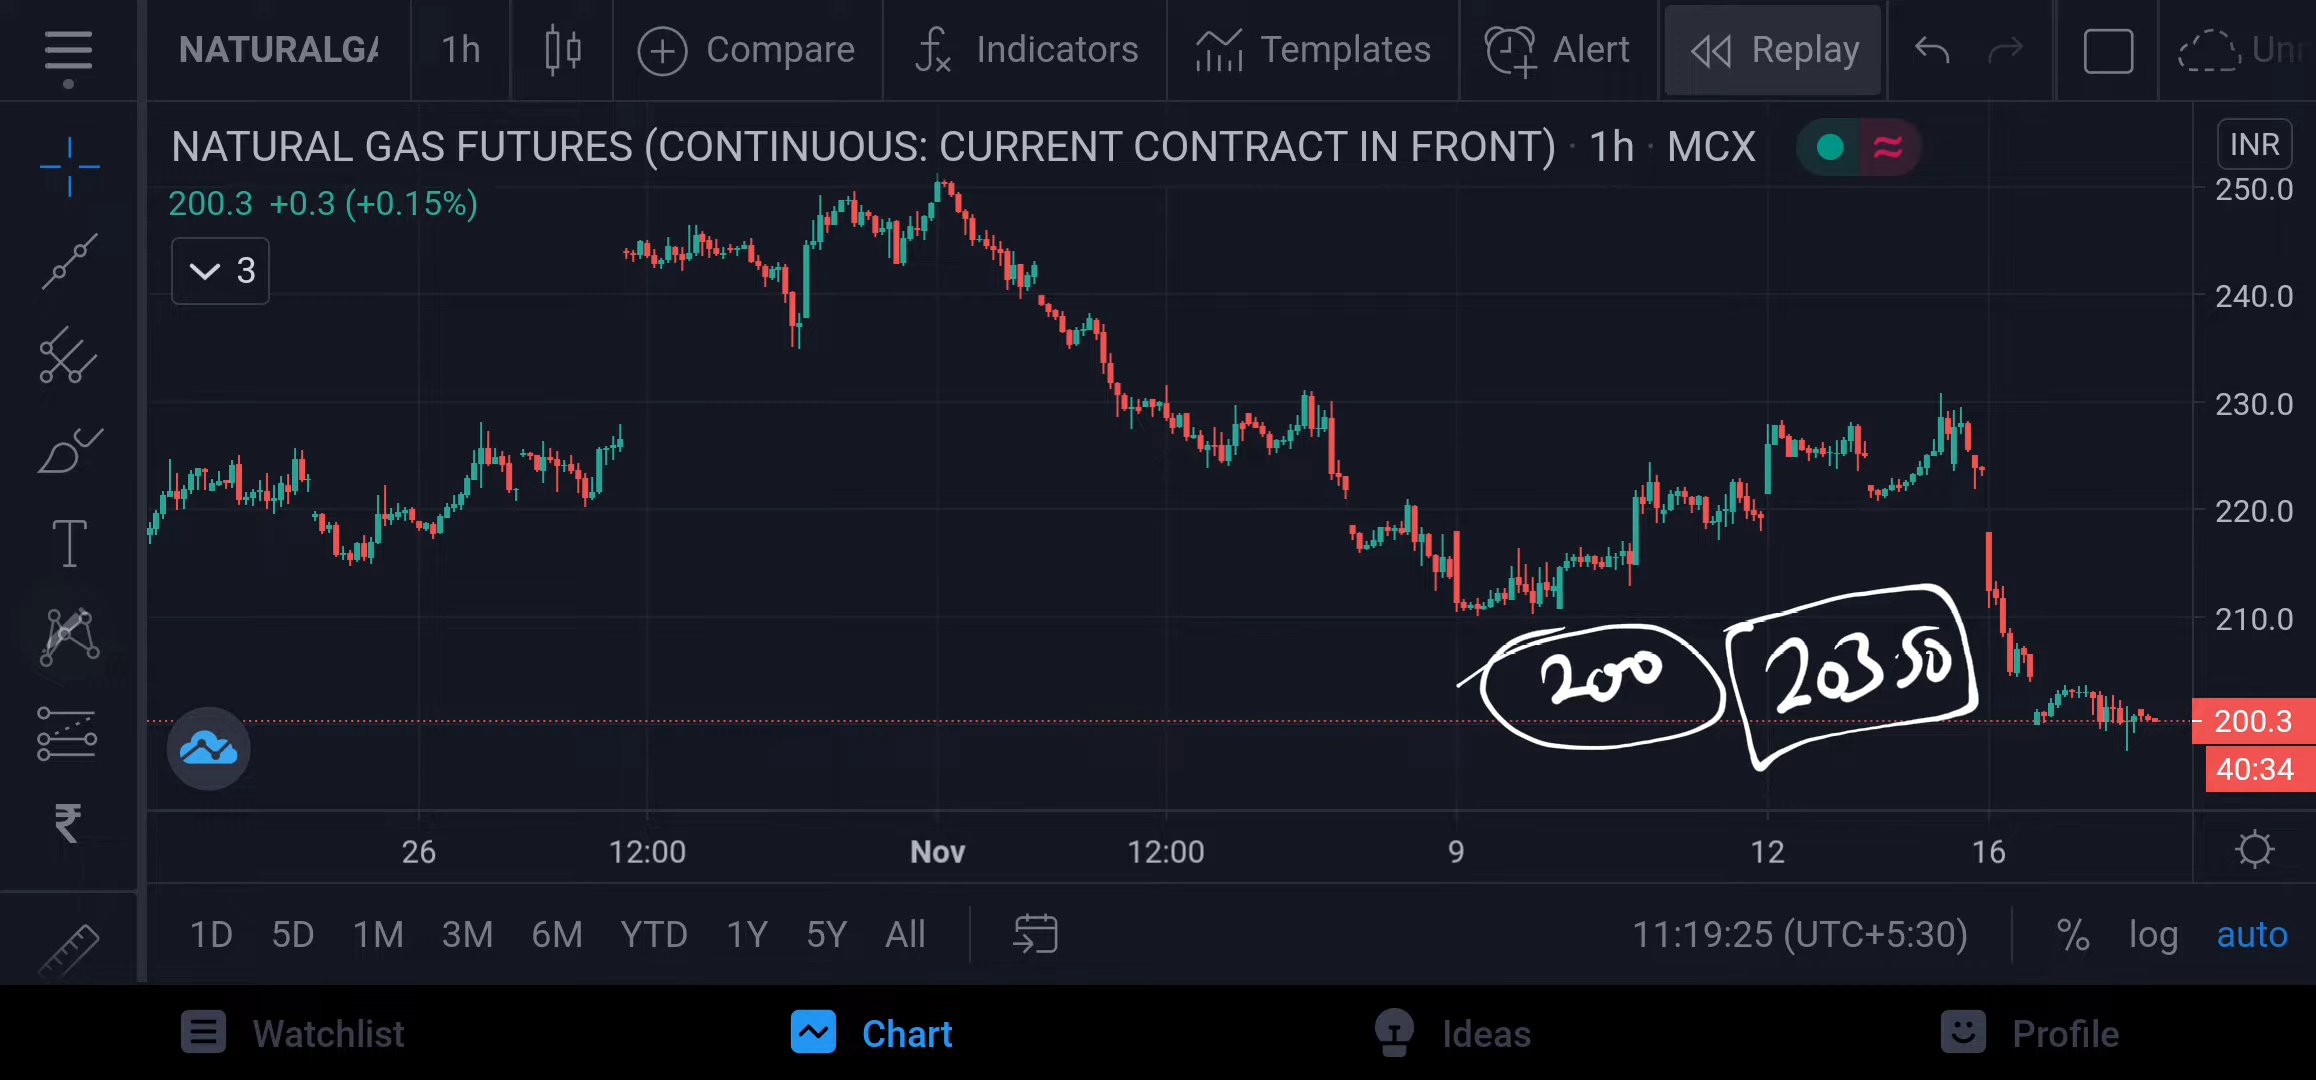 NATURALGA 1h Compare Indicators Templates Alert Replay Unr
NATURAL GAS FUTURES (CONTINUOUS: CURRENT CONTRACT IN FRONT) · 1h · MCX
INR
200.3 +0.3 (+0.15%)
3
250.0
240.0
230.0
220.0
210.0
200 203.50
200.3
40:34
26 12:00 Nov 12:00 9 12 16
1D 5D 1M 3M 6M YTD 1Y 5Y All 11:19:25 (UTC+5:30) % log auto
Watchlist Chart Ideas Profile